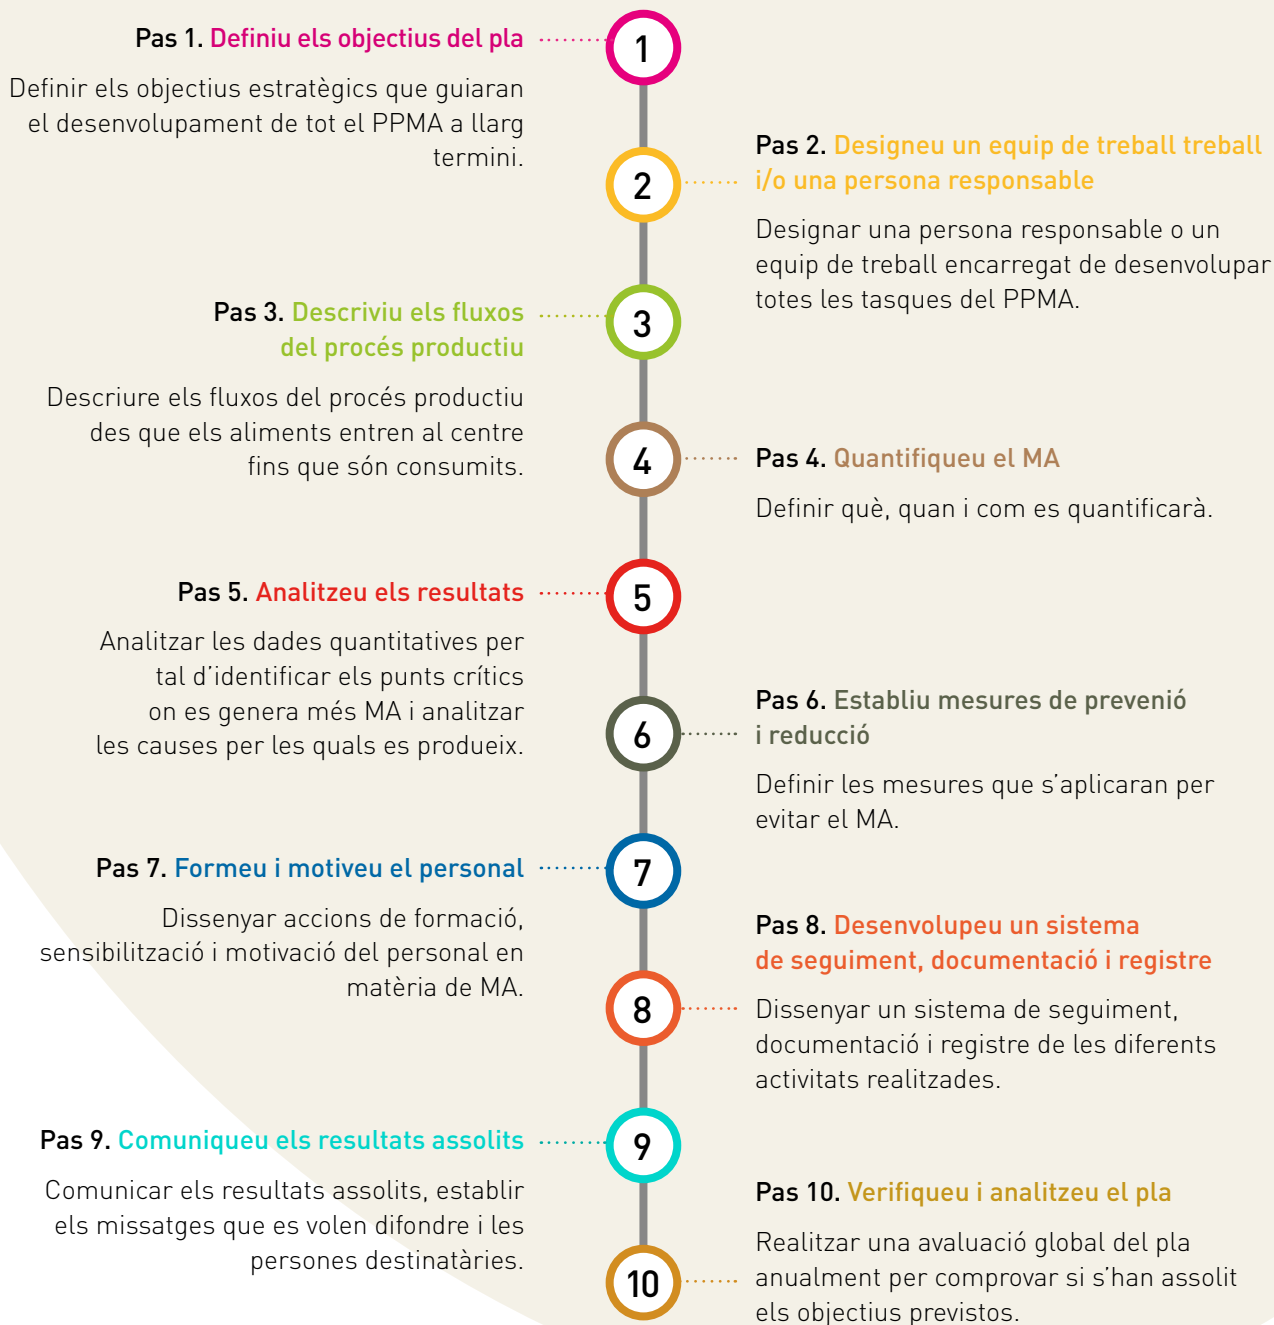 Pas 1. Definiu els objectius del pla
1
Definir els objectius estratègics que guiaran
el desenvolupament de tot el PPMA a llarg
termini.
Pas 2. Designeu un equip de treball treball
i/o una persona responsable
2
Designar una persona responsable o un
equip de treball encarregat de desenvolupar
totes les tasques del PPMA.
Pas 3. Descriviu els fluxos
del procés productiu
3
Descriure els fluxos del procés productiu
des que els aliments entren al centre
fins que són consumits.
Pas 4. Quantifiqueu el MA
4
Definir què, quan i com es quantificarà.
Pas 5. Analitzeu els resultats
5
Analitzar les dades quantitatives per
tal d’identificar els punts crítics
on es genera més MA i analitzar
les causes per les quals es produeix.
Pas 6. Establiu mesures de prevenió
i reducció
6
Definir les mesures que s’aplicaran per
evitar el MA.
Pas 7. Formeu i motiveu el personal
7
Dissenyar accions de formació,
sensibilització i motivació del personal en
matèria de MA.
Pas 8. Desenvolupeu un sistema
de seguiment, documentació i registre
8
Dissenyar un sistema de seguiment,
documentació i registre de les diferents
activitats realitzades.
Pas 9. Comuniqueu els resultats assolits
9
Comunicar els resultats assolits, establir
els missatges que es volen difondre i les
persones destinatàries.
Pas 10. Verifiqueu i analitzeu el pla
10
Realitzar una avaluació global del pla
anualment per comprovar si s’han assolit
els objectius previstos.